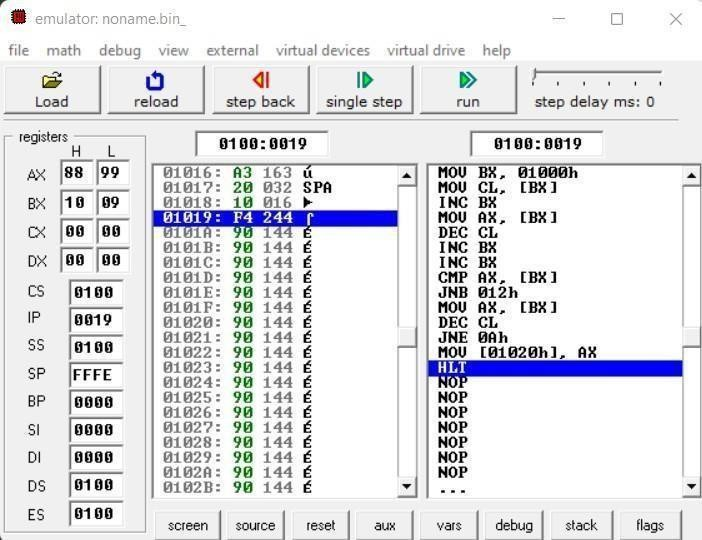 emulator: noname.bin_
file math debug view external virtual devices virtual drive help
Load reload step back single step run step delay ms: 0
registers
H L
AX 88 99
BX 10 09
CX 00 00
DX 00 00
CS 0100
IP 0019
SS 0100
SP FFFE
BP 0000
SI 0000
DI 0000
DS 0100
ES 0100
0100:0019
01016: A3 163 ú
01017: 20 032 SPA
01018: 10 016 ►
01019: F4 244 ⌠
0101A: 90 144 É
0101B: 90 144 É
0101C: 90 144 É
0101D: 90 144 É
0101E: 90 144 É
0101F: 90 144 É
01020: 90 144 É
01021: 90 144 É
01022: 90 144 É
01023: 90 144 É
01024: 90 144 É
01025: 90 144 É
01026: 90 144 É
01027: 90 144 É
01028: 90 144 É
01029: 90 144 É
0102A: 90 144 É
0102B: 90 144 É
0100:0019
MOV BX, 01000h
MOV CL, [BX]
INC BX
MOV AX, [BX]
DEC CL
INC BX
INC BX
CMP AX, [BX]
JNB 012h
MOV AX, [BX]
DEC CL
JNE 0Ah
MOV [01020h], AX
HLT
NOP
NOP
NOP
NOP
NOP
NOP
NOP
...
screen source reset aux vars debug stack flags